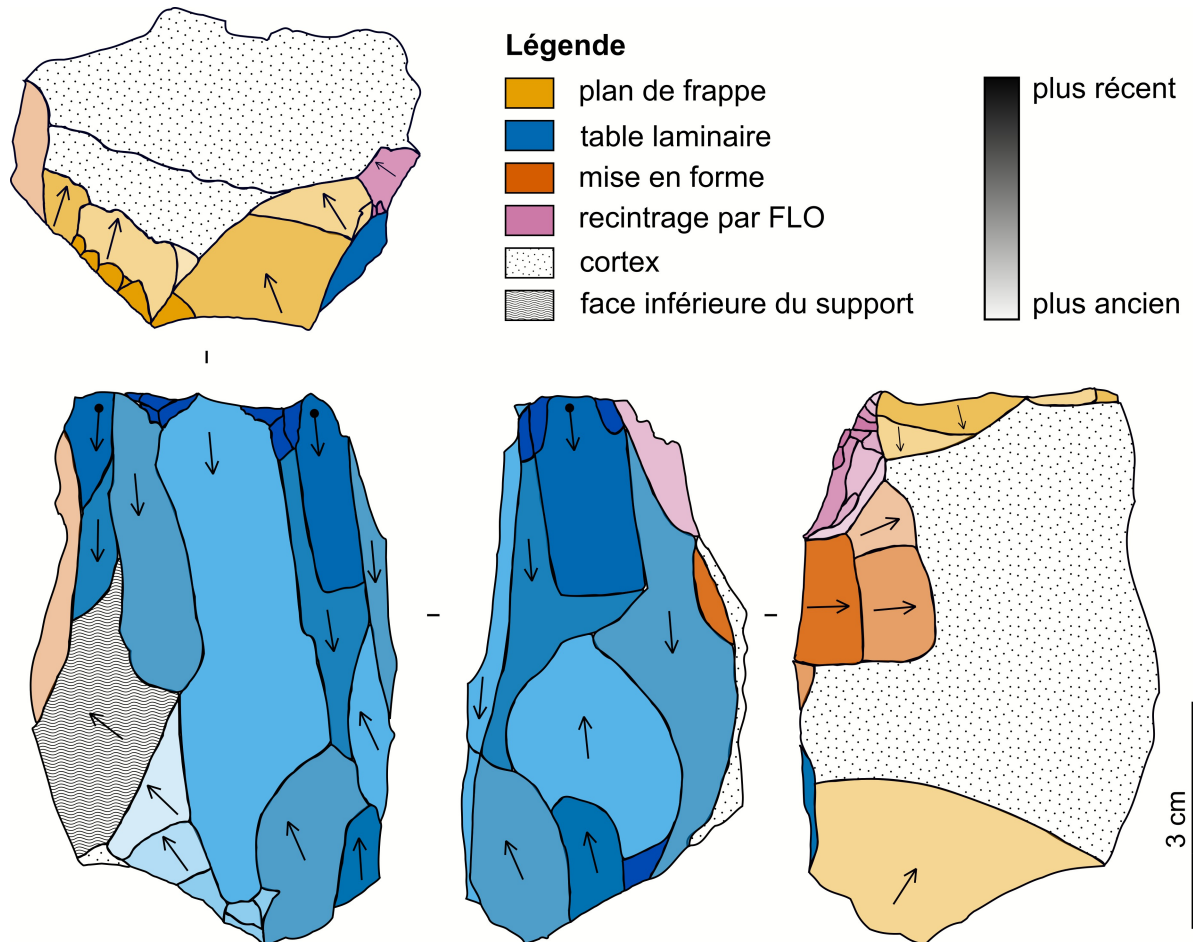 Légende
plan de frappe
table laminaire
mise en forme
recintrage par FLO
cortex
face inférieure du support
plus récent
plus ancien
3 cm